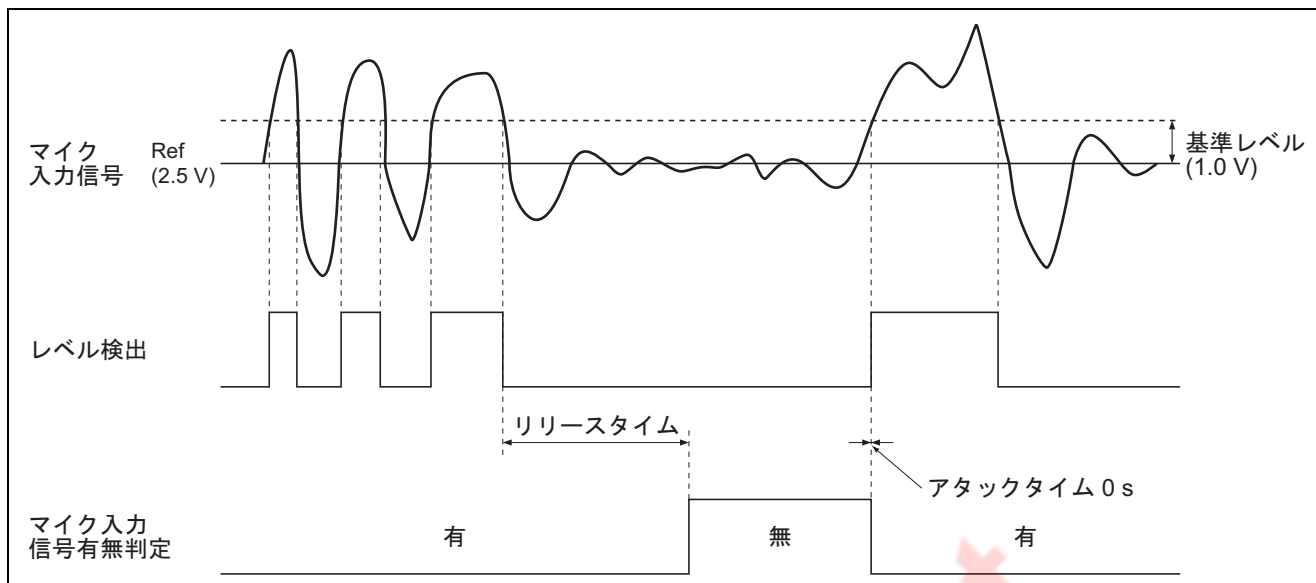 マイク
入力信号
Ref
(2.5 V)
基準レベル
(1.0 V)
レベル検出
リリースタイム
アタックタイム 0 s
マイク入力
信号有無判定
有
無
有